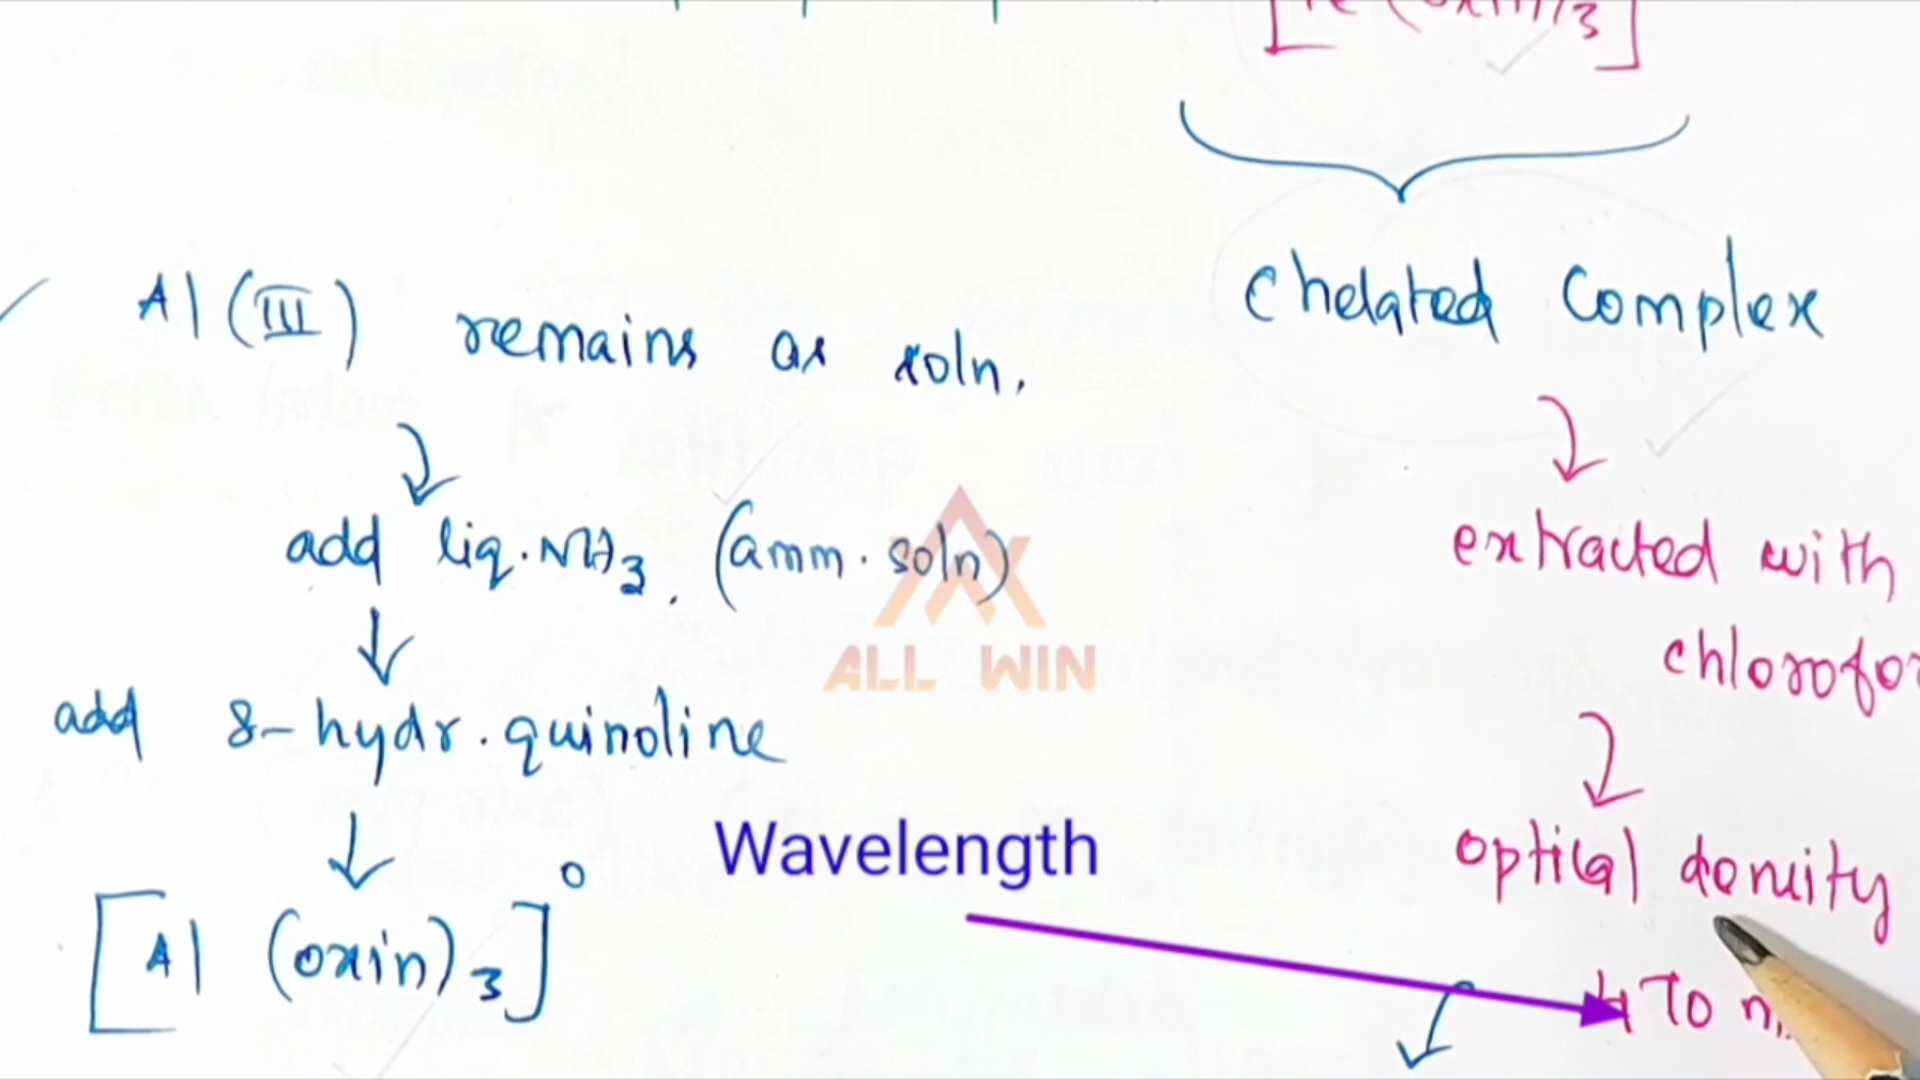 Al (III) remains as soln.
add liq. NH3. (amm. soln)
add 8-hydr. quinoline
[Al (oxin)3]0
Chelated Complex
extracted with
optical density
470
Wavelength
ALL WIN